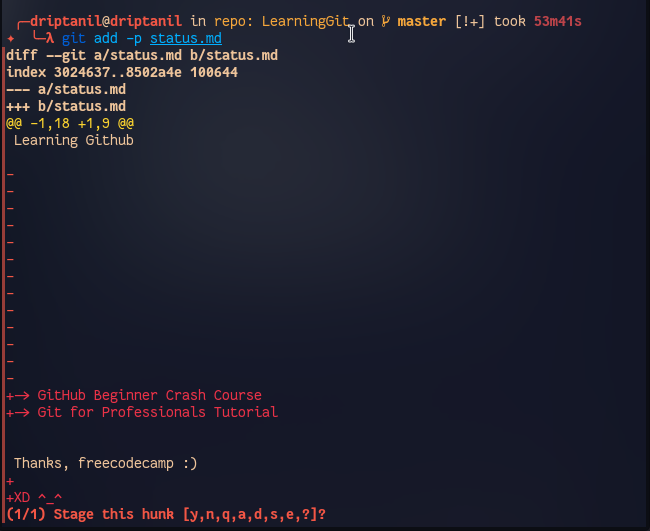 ╭─driptanil@driptanil in repo: LearningGit on master [!+] took 53m41s
✦ ╰─λ git add -p status.md
diff --git a/status.md b/status.md
index 3024637..8502a4e 100644
--- a/status.md
+++ b/status.md
@@ -1,18 +1,9 @@
 Learning Github
-
-
-
-
-
-
-
-
-
-
-
-
-
+-> GitHub Beginner Crash Course
+-> Git for Professionals Tutorial
 Thanks, freecodecamp :)
+
+XD ^_^
(1/1) Stage this hunk [y,n,q,a,d,s,e,?]?